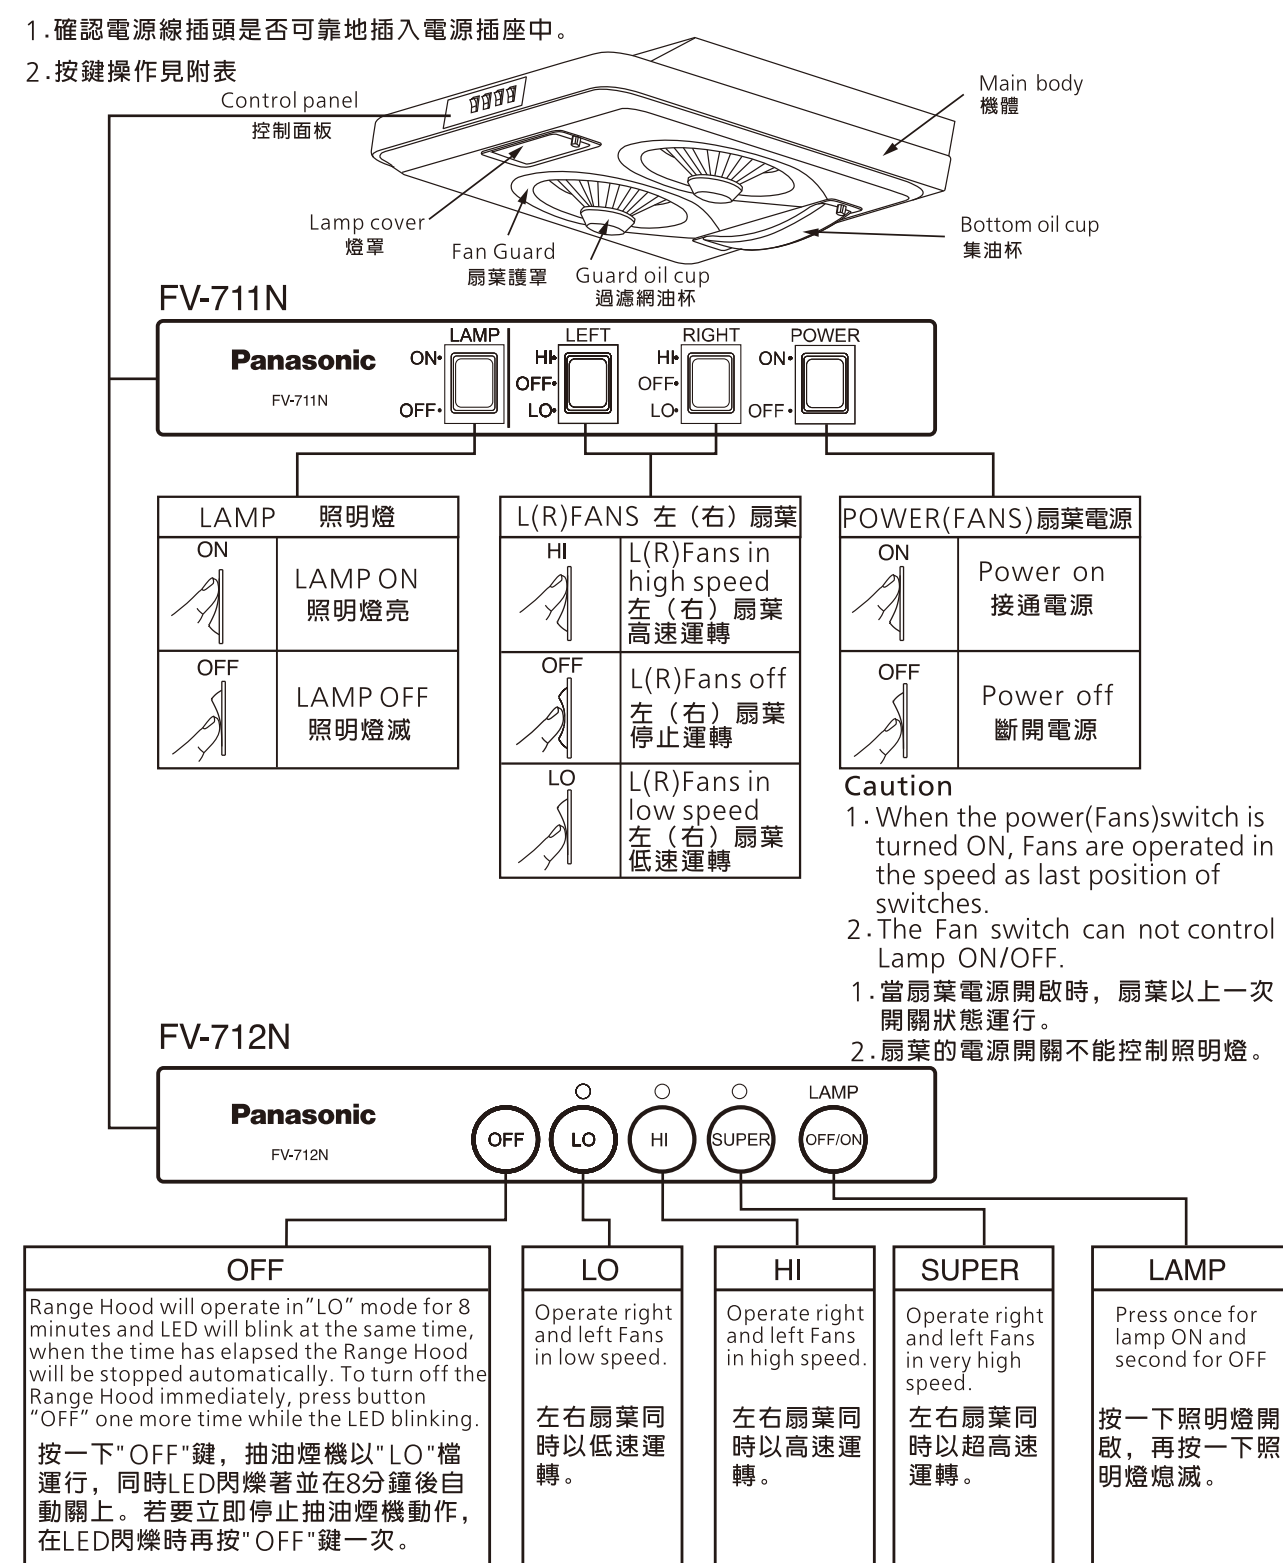 1.確認電源線插頭是否可靠地插入電源插座中。
2.按鍵操作見附表
Control panel
控制面板
Main body
機體
Lamp cover
燈罩
Fan Guard
扇葉護罩
Guard oil cup
過濾網油杯
Bottom oil cup
集油杯
FV-711N
Panasonic
FV-711N
LAMP
ON
OFF
LEFT
HI
OFF
LO
RIGHT
HI
OFF
LO
POWER
ON
OFF
LAMP 照明燈
ON
LAMP ON
照明燈亮
OFF
LAMP OFF
照明燈滅
L(R)FANS 左（右）扇葉
HI
L(R)Fans in
high speed
左（右）扇葉
高速運轉
OFF
L(R)Fans off
左（右）扇葉
停止運轉
LO
L(R)Fans in
low speed
左（右）扇葉
低速運轉
POWER(FANS)扇葉電源
ON
Power on
接通電源
OFF
Power off
斷開電源
Caution
1. When the power(Fans)switch is
turned ON, Fans are operated in
the speed as last position of
switches.
2.The Fan switch can not control
Lamp ON/OFF.
1.當扇葉電源開啟時，扇葉以上一次
開關狀態運行。
2.扇葉的電源開關不能控制照明燈。
FV-712N
Panasonic
FV-712N
OFF
LO
HI
SUPER
LAMP
OFF/ON
OFF
Range Hood will operate in"LO" mode for 8
minutes and LED will blink at the same time,
when the time has elapsed the Range Hood
will be stopped automatically. To turn off the
Range Hood immediately, press button
"OFF" one more time while the LED blinking.
按一下"OFF"鍵，抽油煙機以"LO"檔
運行，同時LED閃爍著並在8分鐘後自
動關上。若要立即停止抽油煙機動作，
在LED閃爍時再按"OFF"鍵一次。
LO
Operate right
and left Fans
in low speed.
左右扇葉同
時以低速運
轉。
HI
Operate right
and left Fans
in high speed.
左右扇葉同
時以高速運
轉。
SUPER
Operate right
and left Fans
in very high
speed.
左右扇葉同
時以超高速
運轉。
LAMP
Press once for
lamp ON and
second for OFF
按一下照明燈開
啟，再按一下照
明燈熄滅。